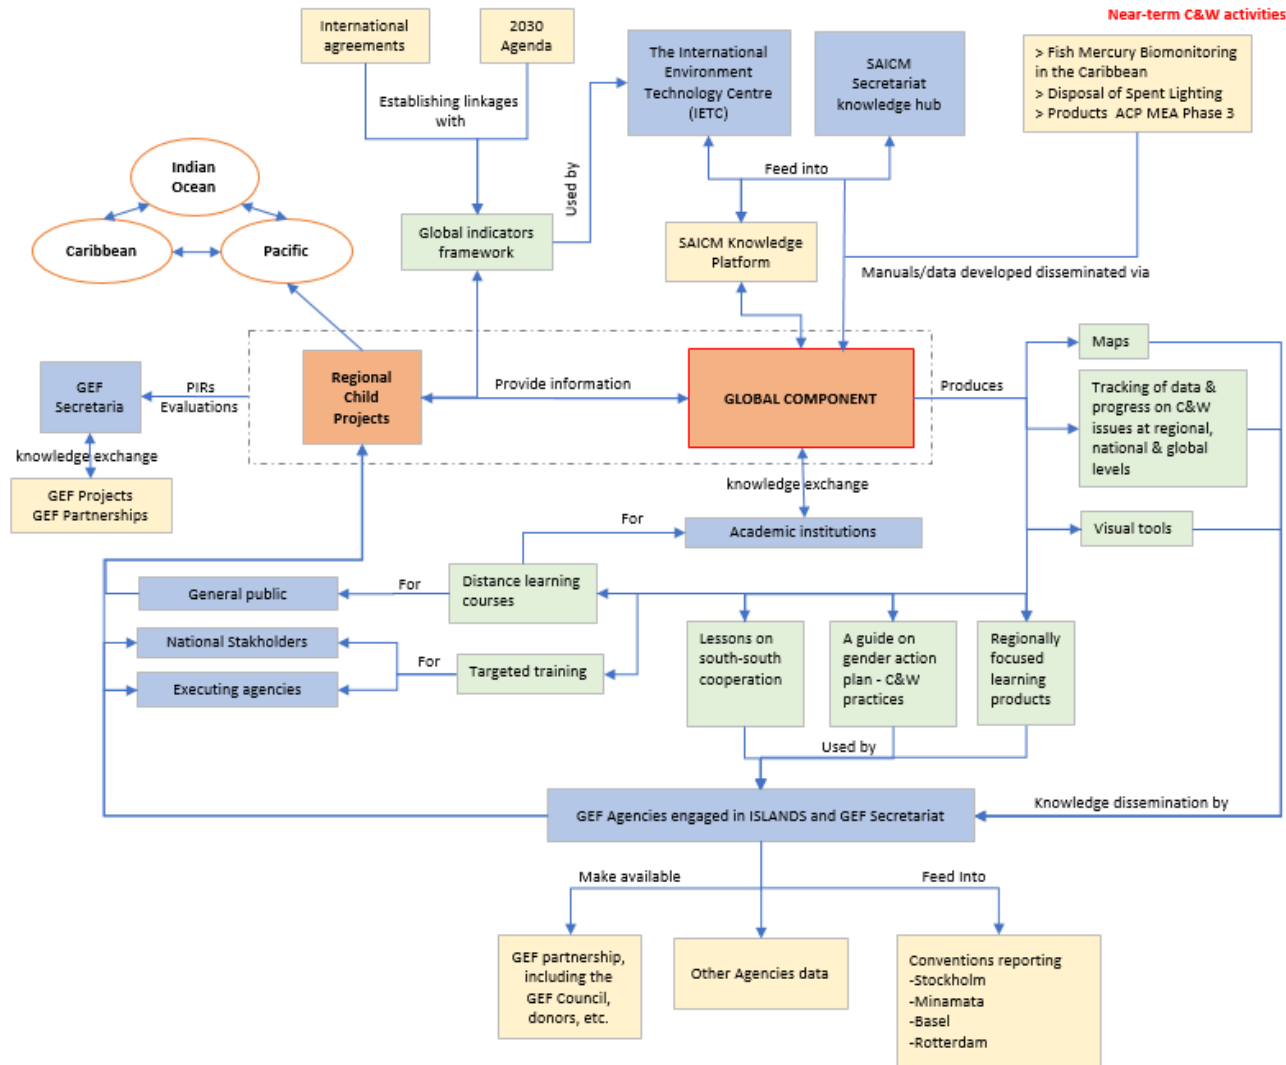 Near-term C&W activities
International
agreements
2030
Agenda
The International
Environment
Technology Centre
(IETC)
SAICM
Secretariat
knowledge hub
> Fish Mercury Biomonitoring
in the Caribbean
> Disposal of Spent Lighting
> Products  ACP MEA Phase 3
Establishing linkages
with
Used by
Feed into
Indian
Ocean
Caribbean
Pacific
Global indicators
framework
SAICM Knowledge
Platform
Manuals/data developed disseminated via
GEF
Secretaria
PIRs
Evaluations
Regional
Child
Projects
Provide information
GLOBAL COMPONENT
Produces
Maps
Tracking of data &
progress on C&W
issues at regional,
national & global
levels
knowledge exchange
GEF Projects
GEF Partnerships
knowledge exchange
For
Academic institutions
Visual tools
General public
For
Distance learning
courses
National Stakholders
For
Targeted training
Executing agencies
Lessons on
south-south
cooperation
A guide on
gender action
plan - C&W
practices
Regionally
focused
learning
products
Used by
GEF Agencies engaged in ISLANDS and GEF Secretariat
Knowledge dissemination by
Make available
Feed Into
GEF partnership,
including the
GEF Council,
donors, etc.
Other Agencies data
Conventions reporting
-Stockholm
-Minamata
-Basel
-Rotterdam